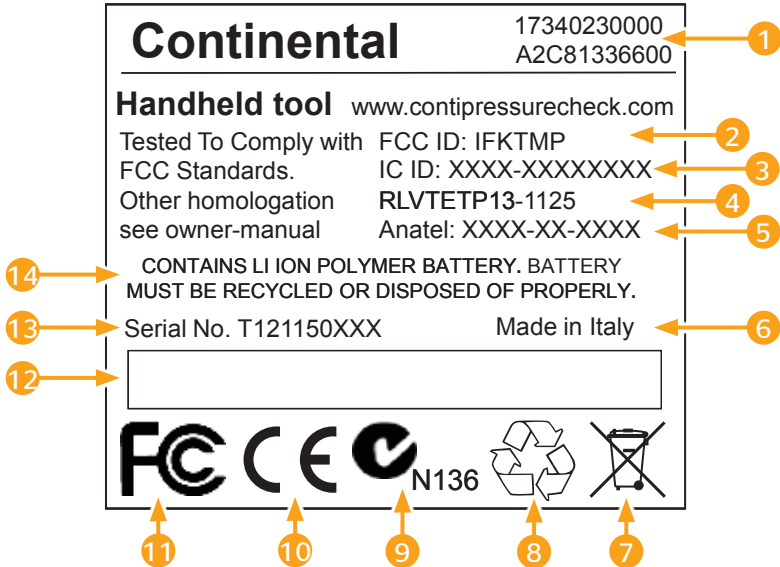 Continental
17340230000
A2C81336600
1
Handheld tool www.contipressurecheck.com
Tested To Comply with FCC ID: IFKTMP
2
FCC Standards. IC ID: XXXX-XXXXXXXX
3
Other homologation RLVTETP13-1125
4
see owner-manual Anatel: XXXX-XX-XXXX
5
14
CONTAINS LI ION POLYMER BATTERY. BATTERY
MUST BE RECYCLED OR DISPOSED OF PROPERLY.
13
Serial No. T121150XXX Made in Italy
6
12
FC CE N136
11 10 9 8 7